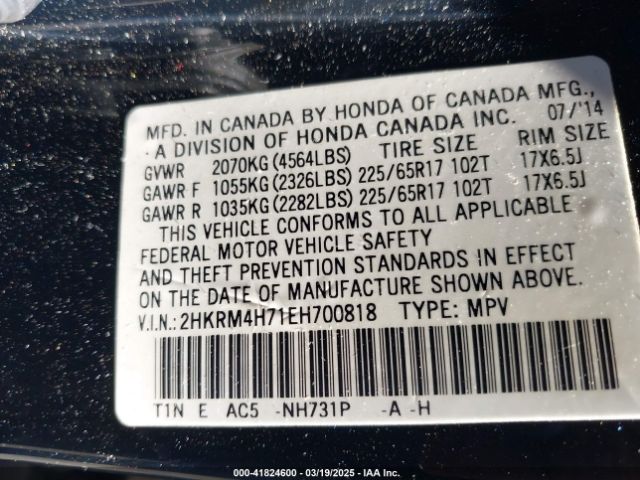 MFD. IN CANADA BY HONDA OF CANADA MFG.,
A DIVISION OF HONDA CANADA INC. 07/'14
GVWR 2070KG (4564LBS) TIRE SIZE RIM SIZE
GAWR F 1055KG (2326LBS) 225/65R17 102T 17X6.5J
GAWR R 1035KG (2282LBS) 225/65R17 102T 17X6.5J
THIS VEHICLE CONFORMS TO ALL APPLICABLE
FEDERAL MOTOR VEHICLE SAFETY
AND THEFT PREVENTION STANDARDS IN EFFECT
ON THE DATE OF MANUFACTURE SHOWN ABOVE.
V.I.N.: 2HKRM4H71EH700818 TYPE: MPV
T1N E AC5 -NH731P -A -H
000-41824600 - 03/19/2025 - IAA Inc.